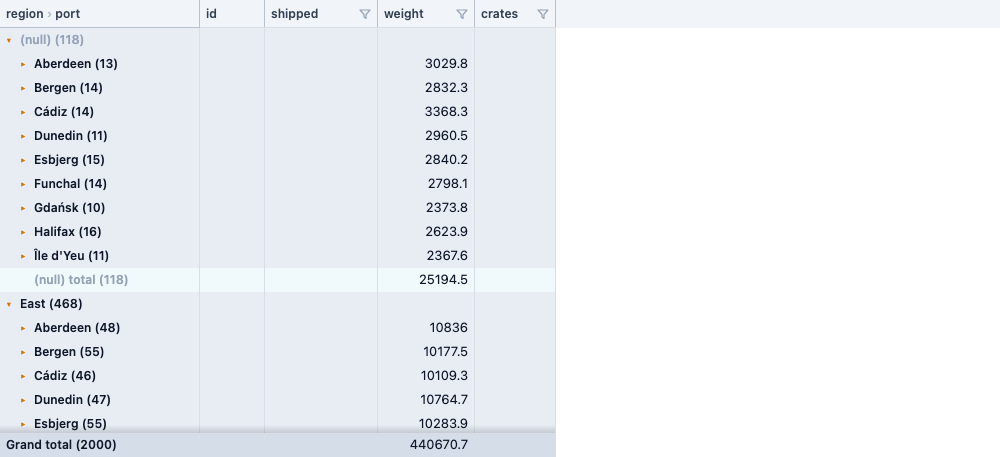 region › port id shipped weight crates
(null) (118)
Aberdeen (13) 3029.8
Bergen (14) 2832.3
Cádiz (14) 3368.3
Dunedin (11) 2960.5
Esbjerg (15) 2840.2
Funchal (14) 2798.1
Gdańsk (10) 2373.8
Halifax (16) 2623.9
Île d'Yeu (11) 2367.6
(null) total (118) 25194.5
East (468)
Aberdeen (48) 10836
Bergen (55) 10177.5
Cádiz (46) 10109.3
Dunedin (47) 10764.7
Esbjerg (55) 10283.9
Grand total (2000) 440670.7